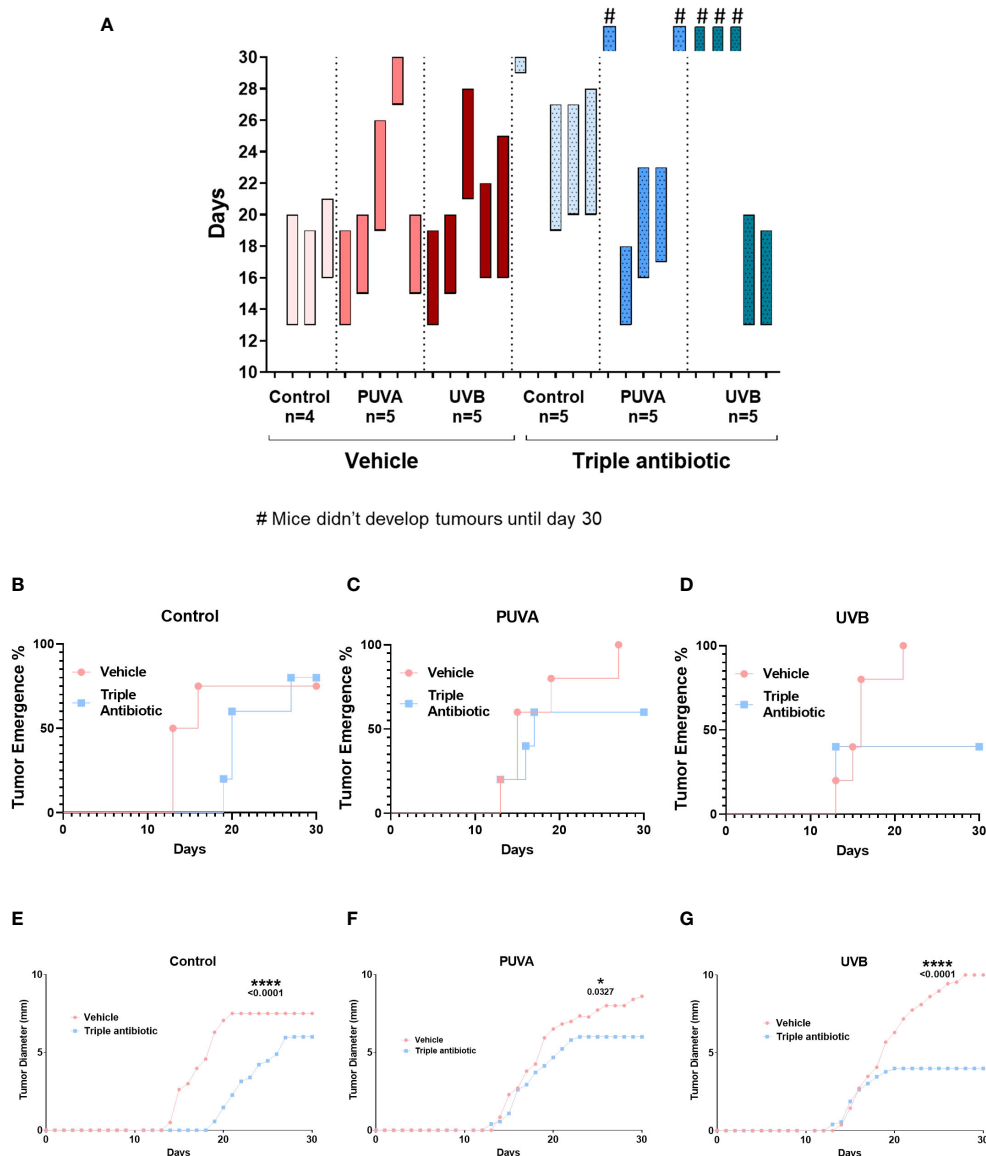 A
# # # # #
30
28
26
24
22
20
18
16
14
12
10
Days
Control PUVA UVB Control PUVA UVB
n=4 n=5 n=5 n=5 n=5 n=5
Vehicle Triple antibiotic
# Mice didn't develop tumours until day 30
B
Control
Tumor Emergence %
100
50
0
Vehicle
Triple
Antibiotic
0 10 20 30
Days
C
PUVA
Tumor Emergence %
100
50
0
Vehicle
Triple
Antibiotic
0 10 20 30
Days
D
UVB
Tumor Emergence %
100
50
0
Vehicle
Triple
Antibiotic
0 10 20 30
Days
E
Control
Tumor Diameter (mm)
10
5
0
Vehicle
Triple antibiotic
****
<0.0001
0 10 20 30
Days
F
PUVA
Tumor Diameter (mm)
10
5
0
Vehicle
Triple antibiotic
*
0.0327
0 10 20 30
Days
G
UVB
Tumor Diameter (mm)
10
5
0
Vehicle
Triple antibiotic
****
<0.0001
0 10 20 30
Days